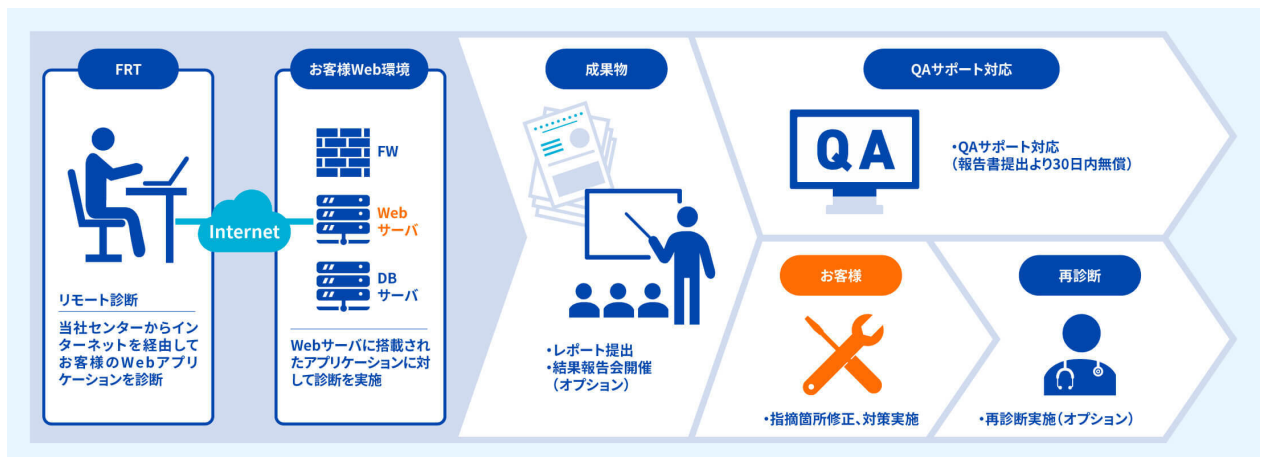 FRT
リモート診断
当社センターからイン
ターネットを経由して
お客様のWebアプリ
ケーションを診断
Internet
お客様Web環境
FW
Web
サーバ
DB
サーバ
Webサーバに搭載され
たアプリケーションに対
して診断を実施
成果物
・レポート提出
・結果報告会開催
（オプション）
QAサポート対応
QA
・QAサポート対応
（報告書提出より30日内無償）
お客様
・指摘箇所修正、対策実施
再診断
・再診断実施（オプション）